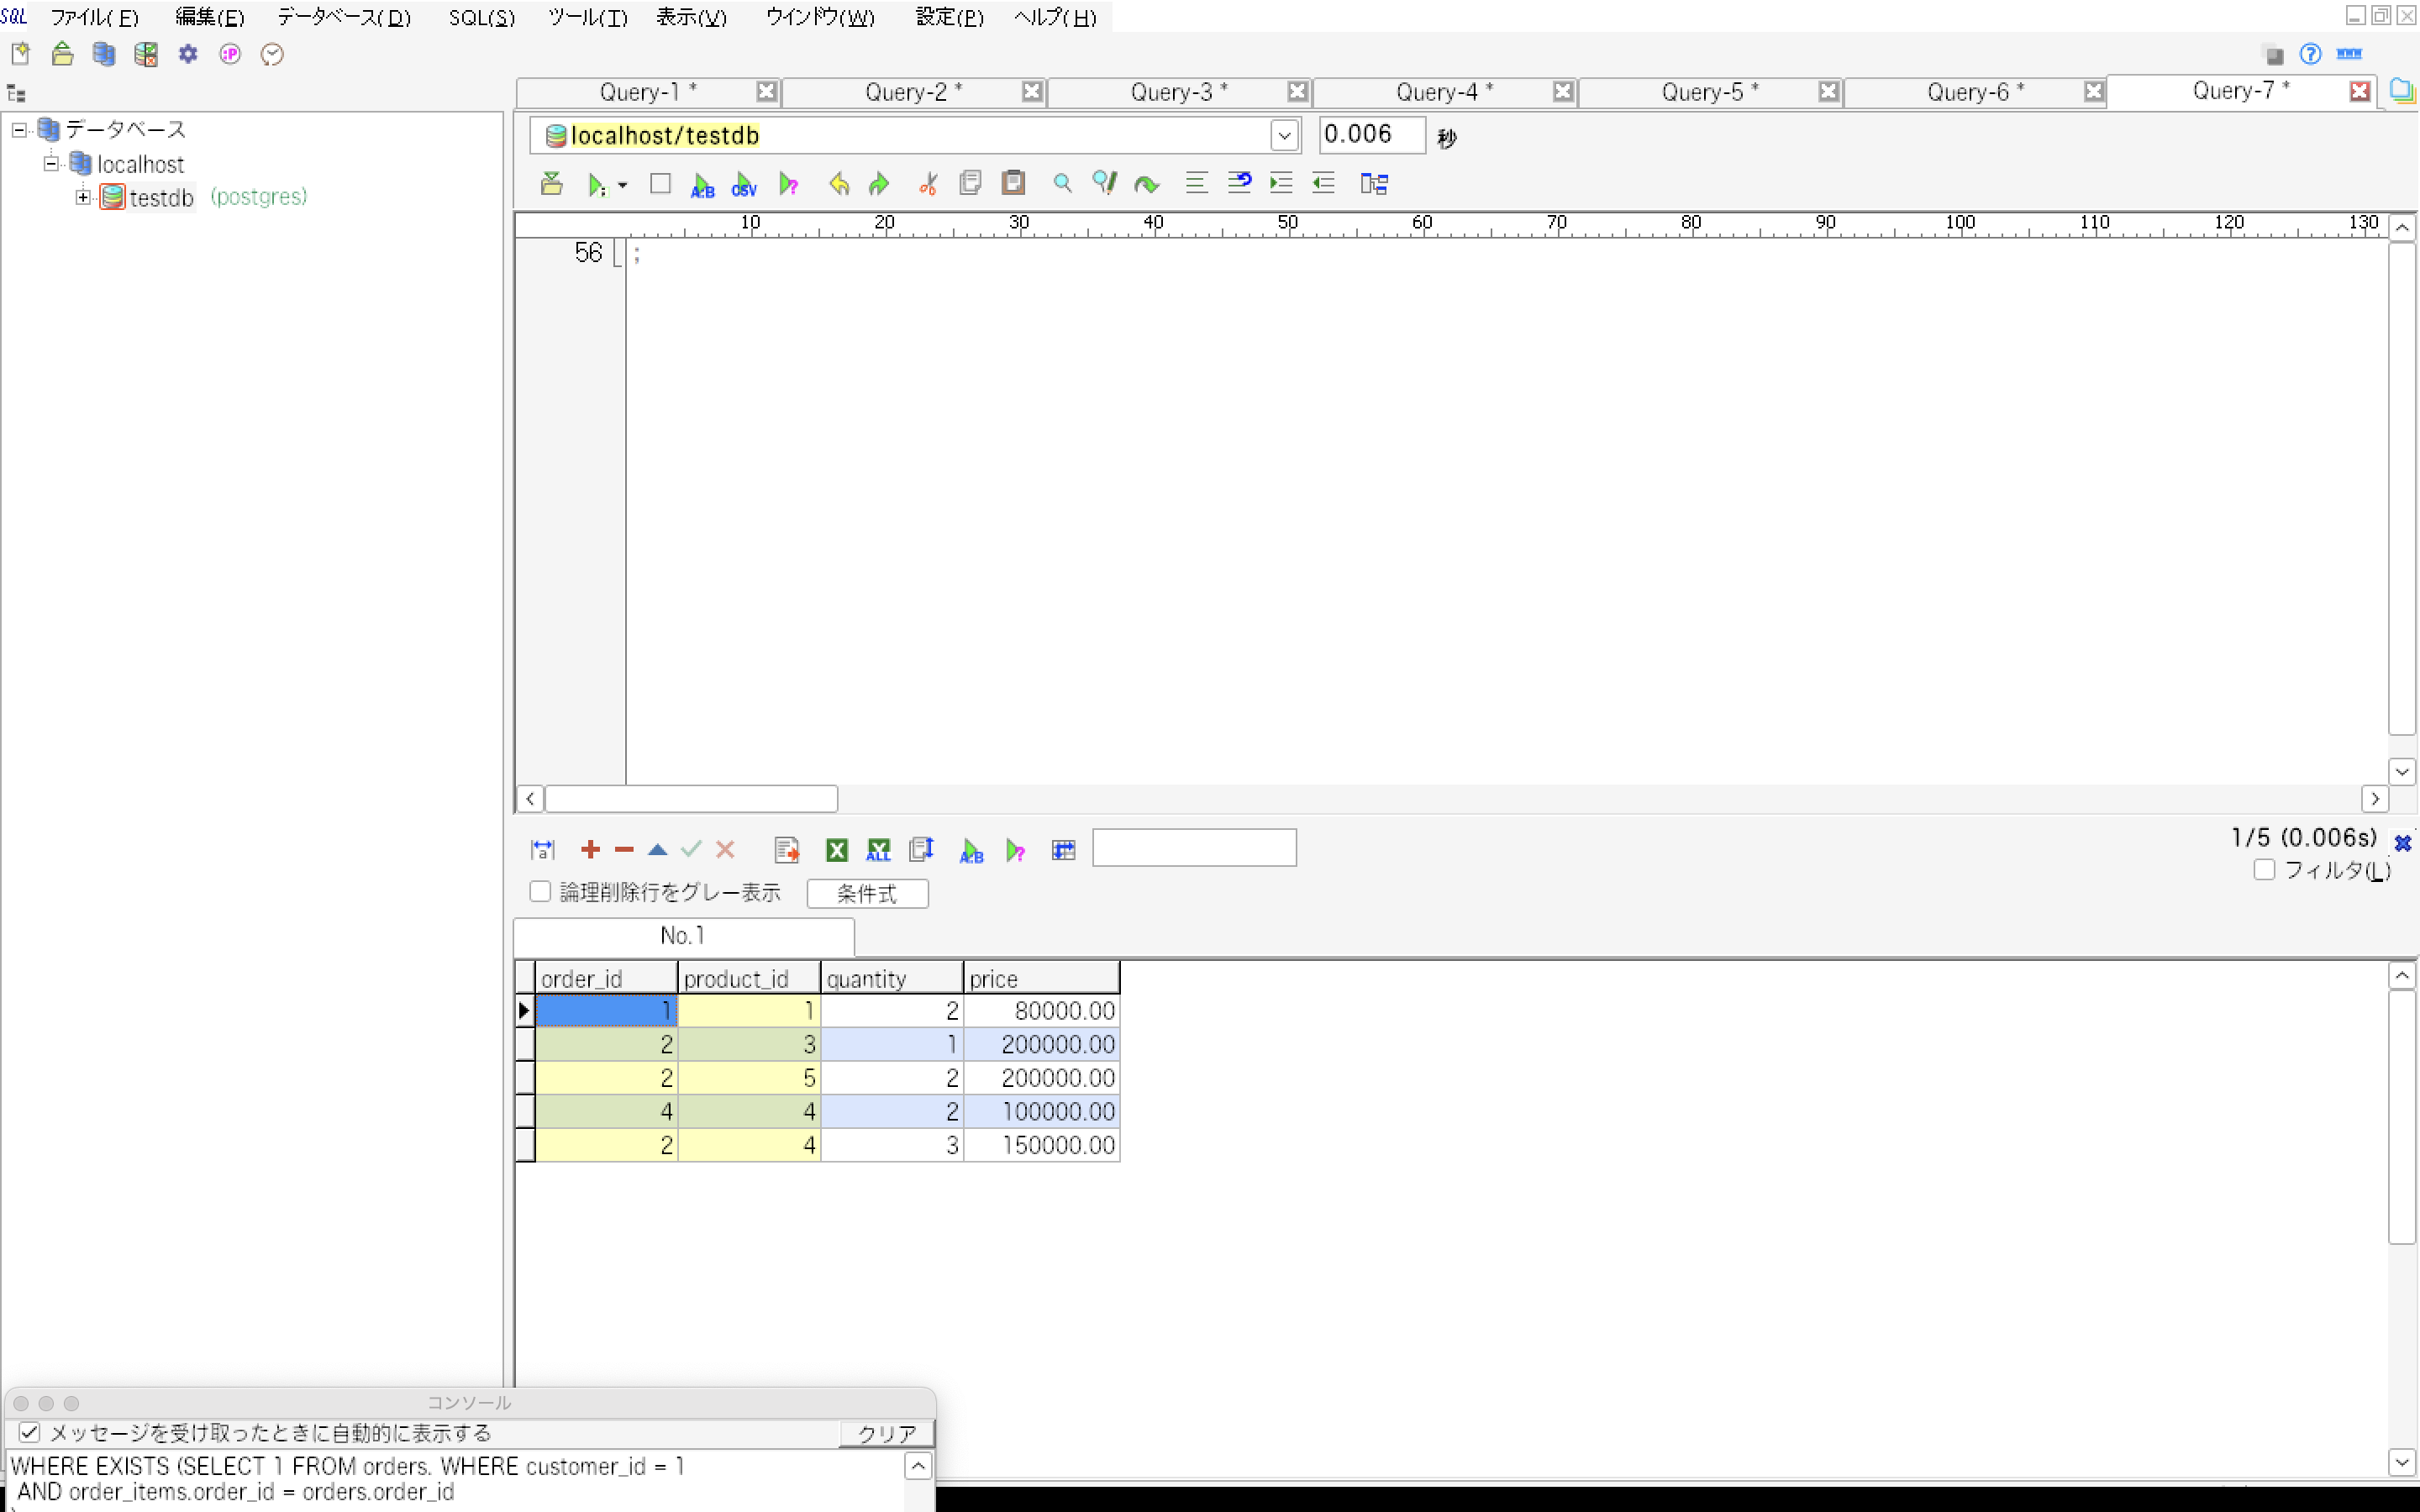 SQL ファイル(F) 編集(E) データベース(D) SQL(S) ツール(T) 表示(V) ウインドウ(W) 設定(P) ヘルプ(H)
Query-1 * Query-2 * Query-3 * Query-4 * Query-5 * Query-6 * Query-7 *
データベース
localhost
testdb (postgres)
localhost/testdb 0.006 秒
A:B CSV
10 20 30 40 50 60 70 80 90 100 110 120 130
56 ;
a ALL A:B
1/5 (0.006s)
フィルタ(L)
論理削除行をグレー表示 条件式
No.1
order_id product_id quantity price
1 1 2 80000.00
2 3 1 200000.00
2 5 2 200000.00
4 4 2 100000.00
2 4 3 150000.00
コンソール
メッセージを受け取ったときに自動的に表示する クリア
WHERE EXISTS (SELECT 1 FROM orders. WHERE customer_id = 1
AND order_items.order_id = orders.order_id